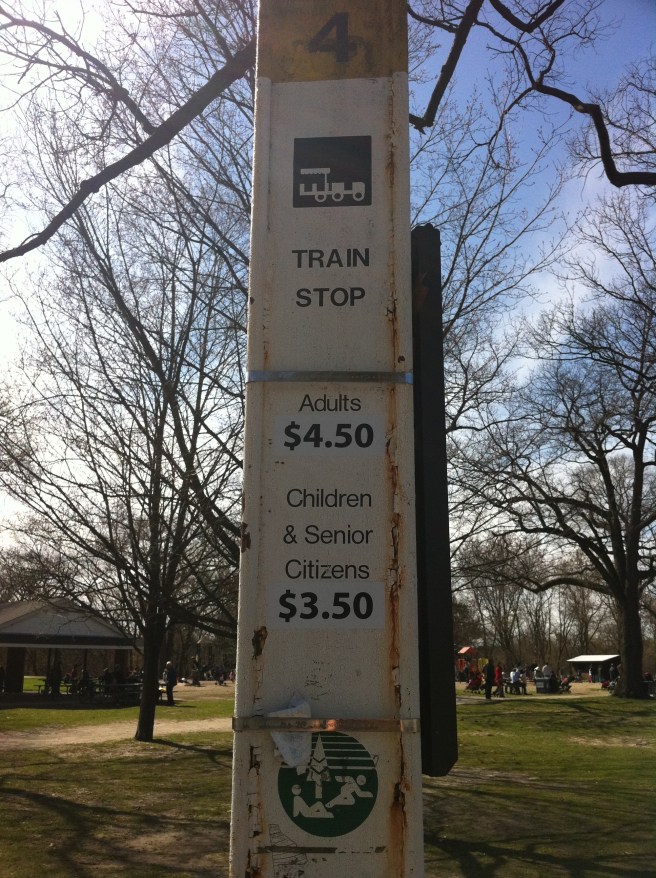 4
TRAIN
STOP
Adults
$4.50
Children
& Senior
Citizens
$3.50